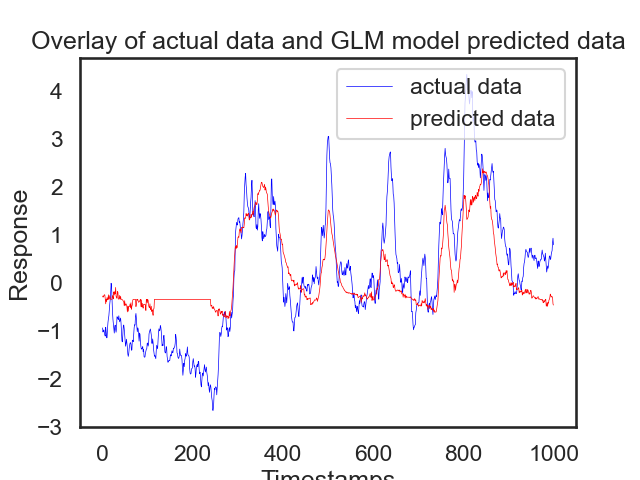 Overlay of actual data and GLM model predicted data
actual data
predicted data
Response
4
3
2
1
0
−1
−2
−3
0 200 400 600 800 1000
Timestamps